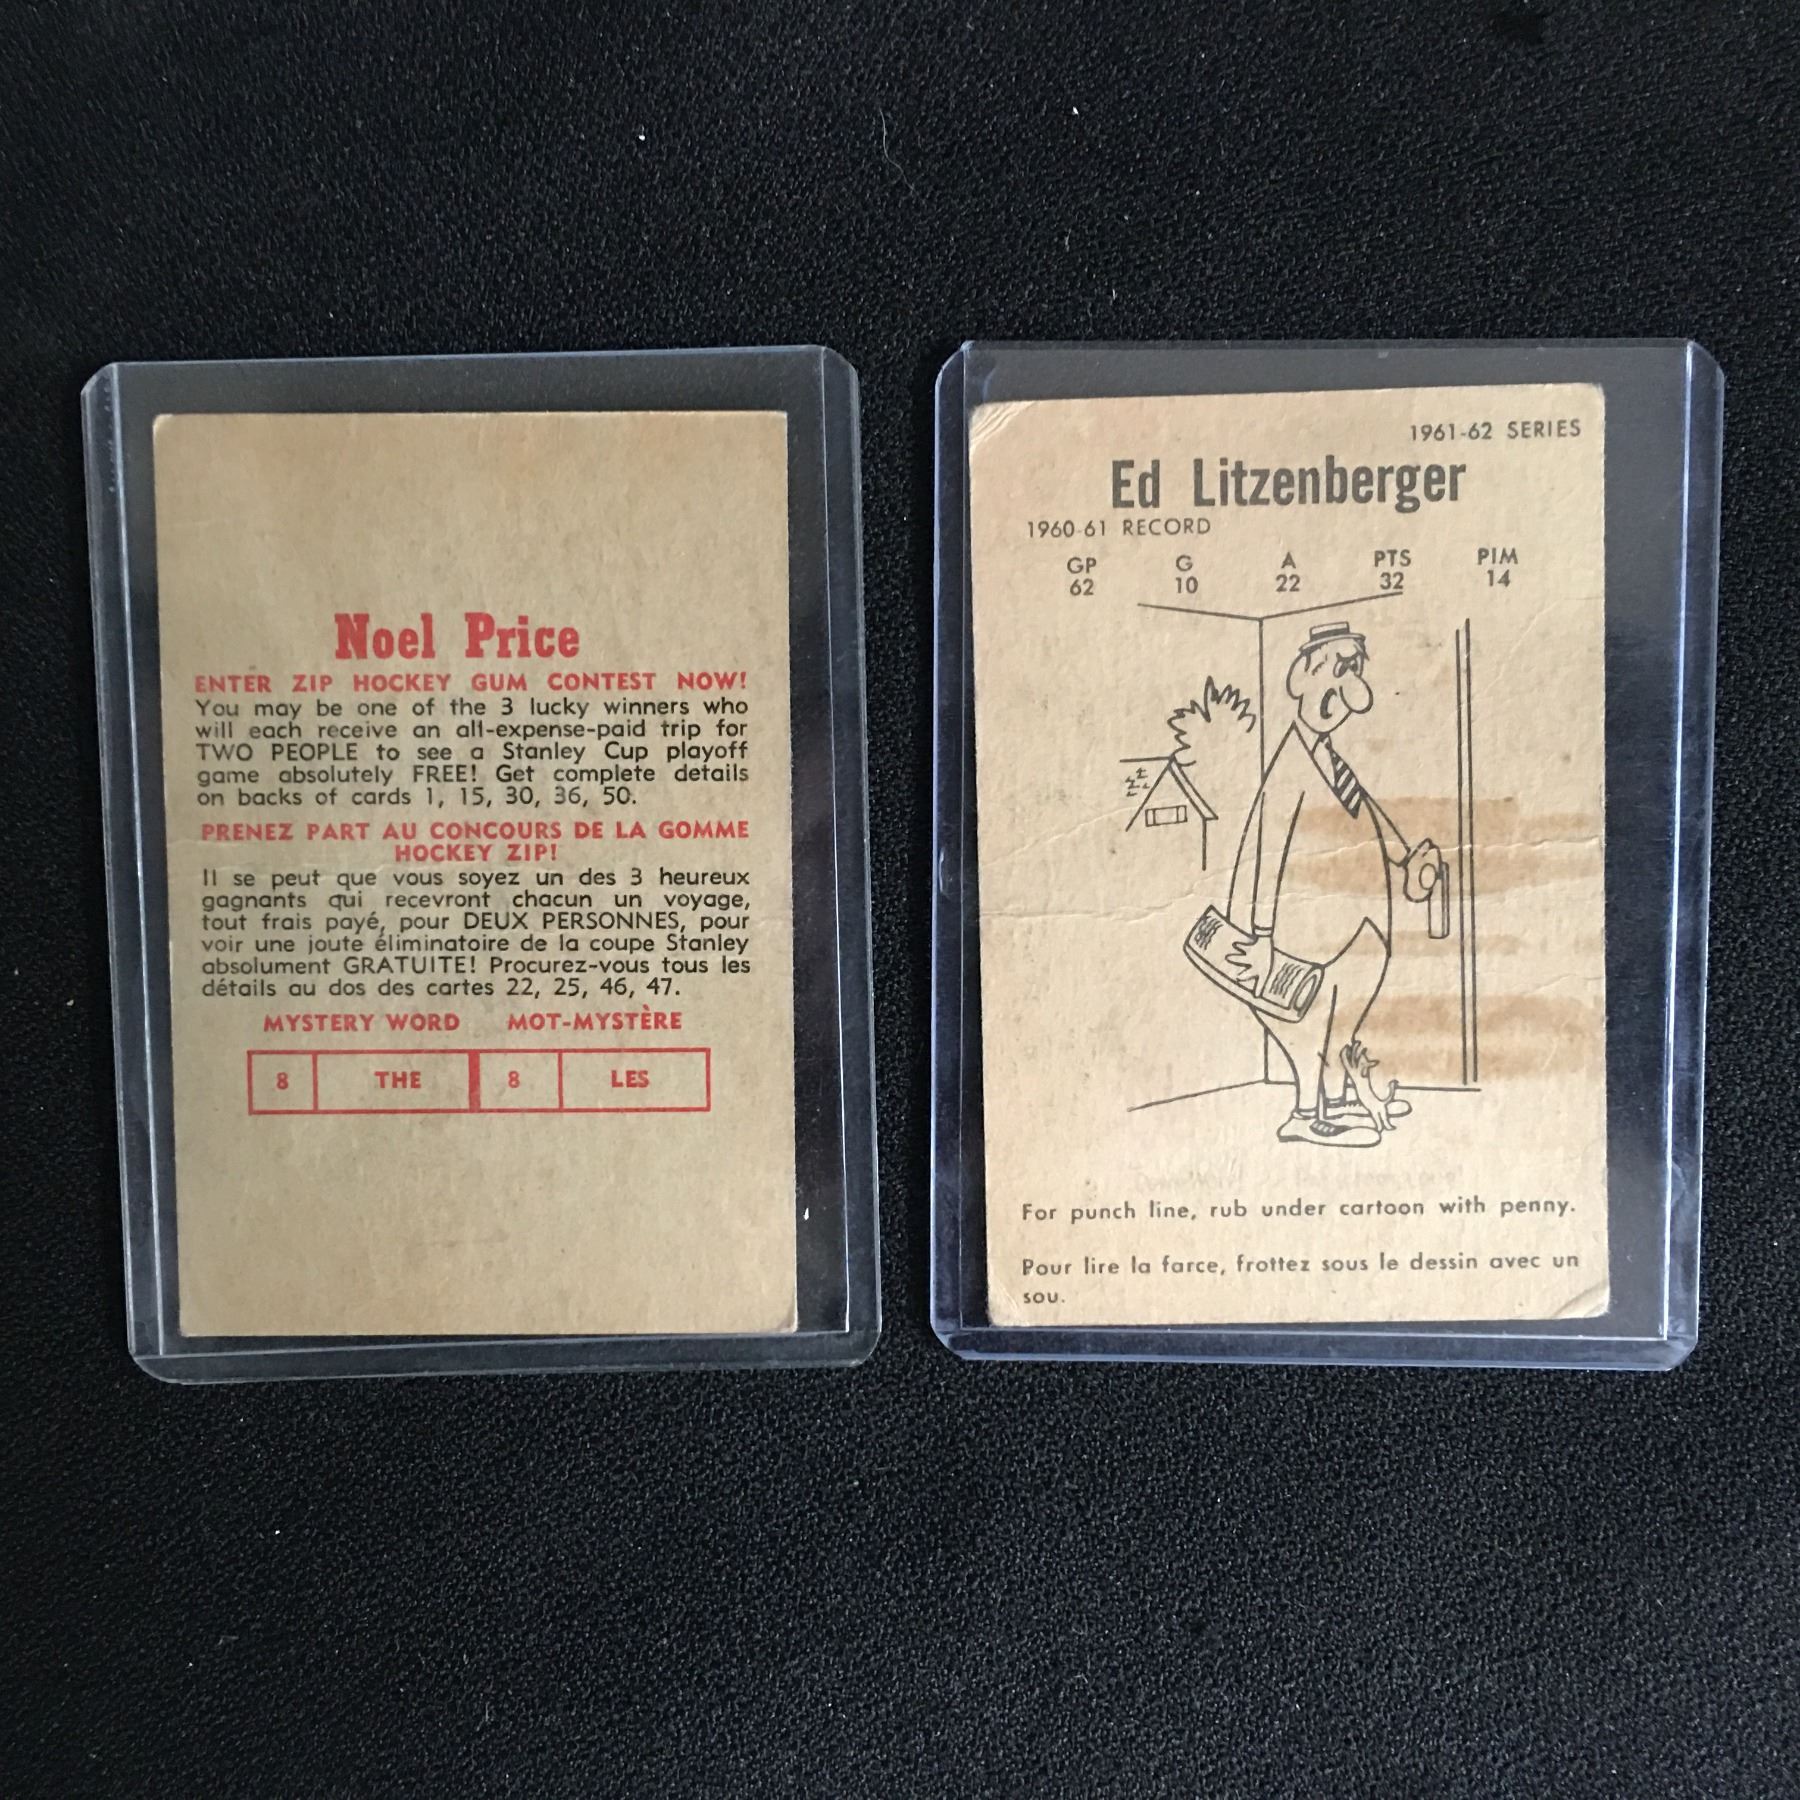 Noel Price
ENTER ZIP HOCKEY GUM CONTEST NOW!
You may be one of the 3 lucky winners who
will each receive an all-expense-paid trip for
TWO PEOPLE to see a Stanley Cup playoff
game absolutely FREE! Get complete details
on backs of cards 1, 15, 30, 36, 50.
PRENEZ PART AU CONCOURS DE LA GOMME
HOCKEY ZIP!
Il se peut que vous soyez un des 3 heureux
gagnants qui recevront chacun un voyage,
tout frais payé, pour DEUX PERSONNES, pour
voir une joute éliminatoire de la coupe Stanley
absolument GRATUITE! Procurez-vous tous les
détails au dos des cartes 22, 25, 46, 47.
MYSTERY WORD MOT-MYSTÈRE
8 THE 8 LES
1961-62 SERIES
Ed Litzenberger
1960-61 RECORD
GP G A PTS PIM
62 10 22 32 14
For punch line, rub under cartoon with penny.
Pour lire la farce, frottez sous le dessin avec un
sou.